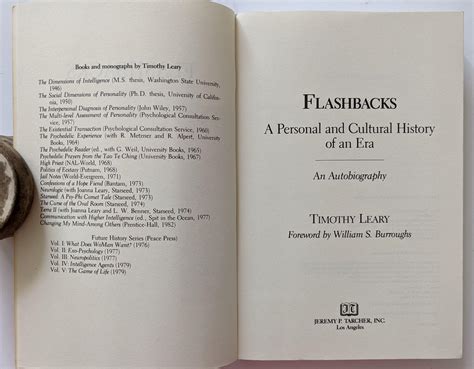 Books and monographs by Timothy Leary
The Dimensions of Intelligence (M.S. thesis, Washington State University,
1946)
The Social Dimensions of Personality (Ph.D. thesis, University of Califor-
nia, 1950)
Interpersonal Diagnosis of Personality (John Wiley, 1957)
The Multi-level Assessment of Personality (Psychological Consultation Ser-
vice, 1957)
The Existential Transaction (Psychological Consultation Service, 1960)
The Psychedelic Experience (with R. Metzner and R. Alpert, University
Books, 1964)
The Psychedelic Reader (ed., with G. Weil, University Books, 1965)
Psychedelic Prayers from the Tao Te Ching (University Books, 1967)
High Priest (NAL-World, 1968)
Politics of Ecstasy (Putnam, 1968)
Jail Notes (World-Evergreen, 1971)
Confessions of a Hope Fiend (Bantam, 1973)
Neurologic (with Joanna Leary, Starseed, 1973)
Starseed: A Psy-Phi Comet Tale (Starseed, 1973)
The Curse of the Oval Room (Starseed, 1974)
Terra II (with Joanna Leary and L. W. Benner, Starseed, 1974)
Communication with Higher Intelligence (ed., Spit in the Ocean, 1977)
Changing My Mind-Among Others (Prentice-Hall, 1982)
Future History Series (Peace Press)
Vol. I: What Does WoMan Want? (1976)
Vol. II: Exo-Psychology (1977)
Vol. III: Neuropolitics (1977)
Vol. IV: Intelligence Agents (1979)
Vol. V: The Game of Life (1979)
FLASHBACKS
A Personal and Cultural History
of an Era
An Autobiography
TIMOTHY LEARY
Foreword by William S. Burroughs
JEREMY P. TARCHER, INC.
Los Angeles